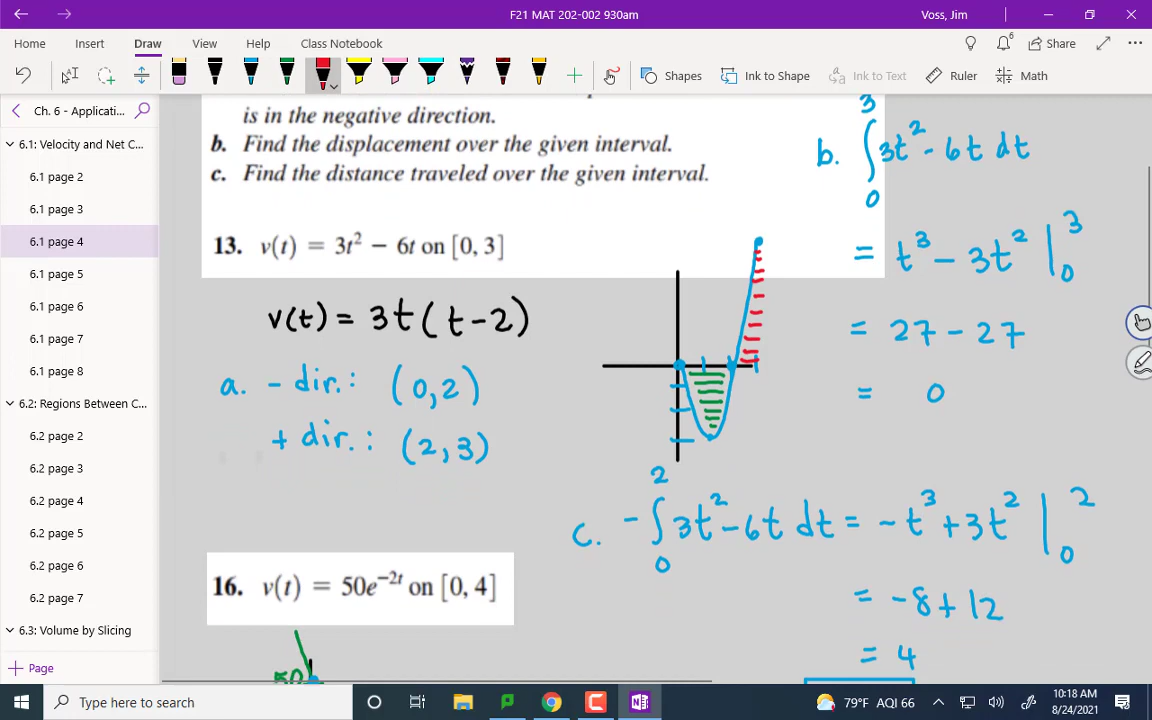 F21 MAT 202-002 930am
Voss, Jim
Home Insert Draw View Help Class Notebook
6
Share
Shapes
Ink to Shape
Ink to Text
Ruler
Math
Ch. 6 - Applicati...
6.1: Velocity and Net C...
6.1 page 2
6.1 page 3
6.1 page 4
6.1 page 5
6.1 page 6
6.1 page 7
6.1 page 8
6.2: Regions Between C...
6.2 page 2
6.2 page 3
6.2 page 4
6.2 page 5
6.2 page 6
6.2 page 7
6.3: Volume by Slicing
+ Page
is in the negative direction.
b. Find the displacement over the given interval.
c. Find the distance traveled over the given interval.
13. v(t) = 3t² − 6t on [0, 3]
v(t) = 3t(t-2)
a. - dir.: (0,2)
+ dir.: (2,3)
b. ∫₀³ 3t² - 6t dt
= t³ - 3t² |₀³
= 27 - 27
= 0
c. -∫₀² 3t² - 6t dt = -t³ + 3t² |₀²
= -8 + 12
= 4
16. v(t) = 50e⁻²ᵗ on [0, 4]
50
Type here to search
79°F AQI 66
10:18 AM
8/24/2021